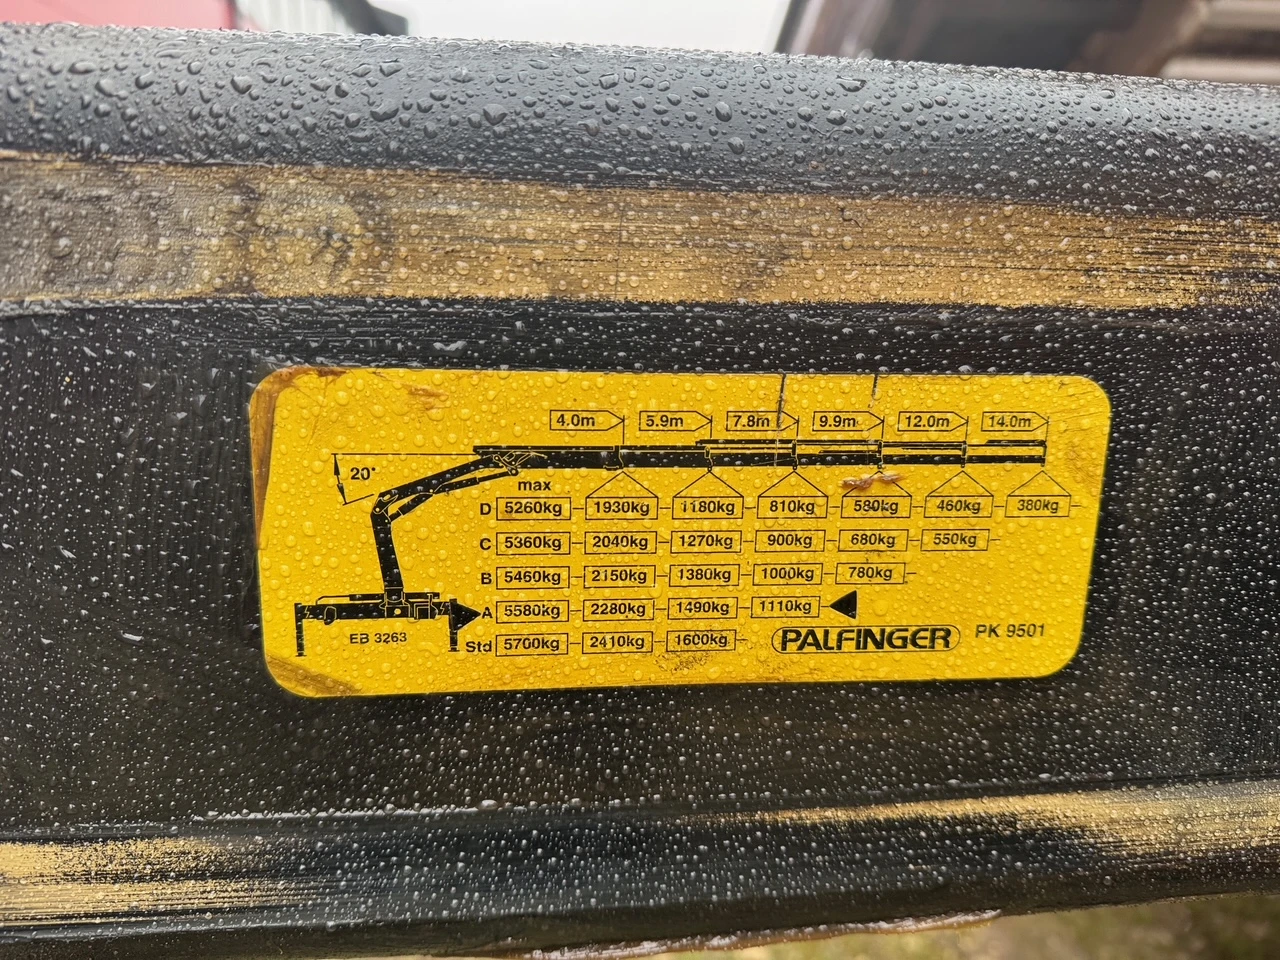 4.0m 5.9m 7.8m 9.9m 12.0m 14.0m
20°
max
D 5260kg 1930kg 1180kg 810kg 580kg 460kg 380kg
C 5360kg 2040kg 1270kg 900kg 680kg 550kg
B 5460kg 2150kg 1380kg 1000kg 780kg
A 5580kg 2280kg 1490kg 1110kg
EB 3263
Std 5700kg 2410kg 1600kg PALFINGER PK 9501